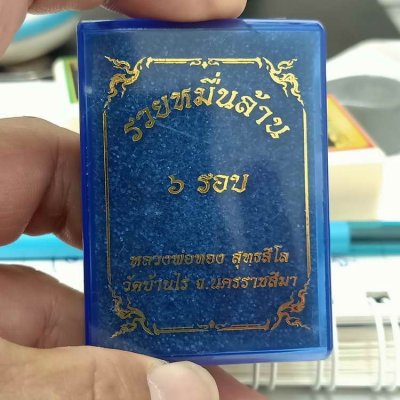 รวยหมื่นล้าน
๖ รอบ
หลวงพ่อทอง สุทธสีโล
วัดบ้านไร่ จ.นครราชสีมา